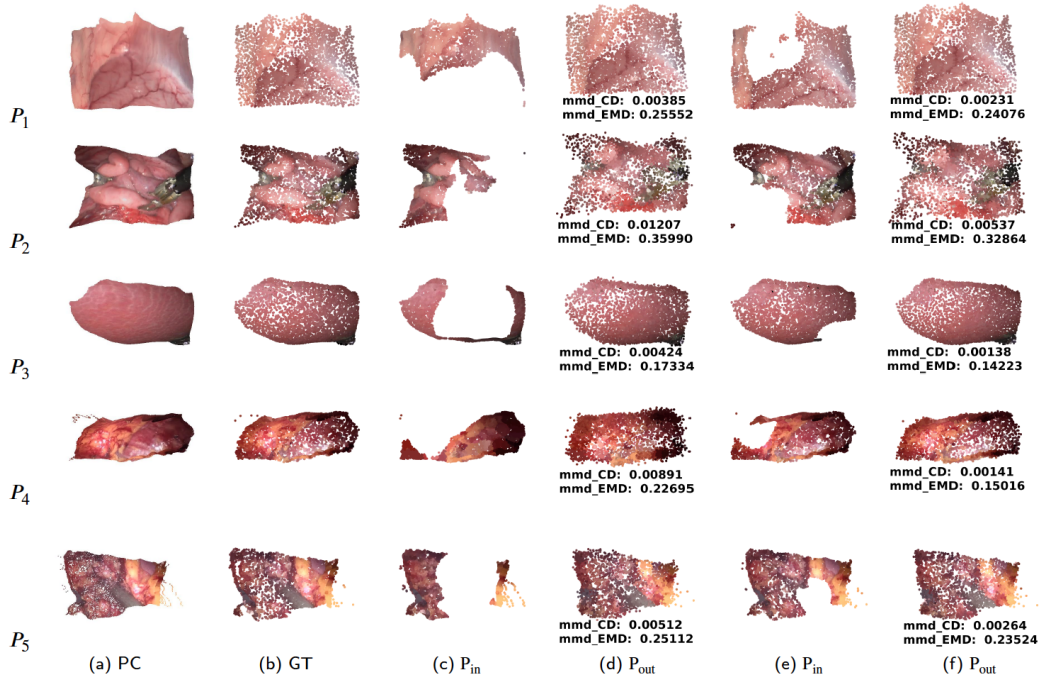 P1
mmd_CD: 0.00385
mmd_EMD: 0.25552
mmd_CD: 0.00231
mmd_EMD: 0.24076
P2
mmd_CD: 0.01207
mmd_EMD: 0.35990
mmd_CD: 0.00537
mmd_EMD: 0.32864
P3
mmd_CD: 0.00424
mmd_EMD: 0.17334
mmd_CD: 0.00138
mmd_EMD: 0.14223
P4
mmd_CD: 0.00891
mmd_EMD: 0.22695
mmd_CD: 0.00141
mmd_EMD: 0.15016
P5
mmd_CD: 0.00512
mmd_EMD: 0.25112
mmd_CD: 0.00264
mmd_EMD: 0.23524
(a) PC
(b) GT
(c) Pin
(d) Pout
(e) Pin
(f) Pout